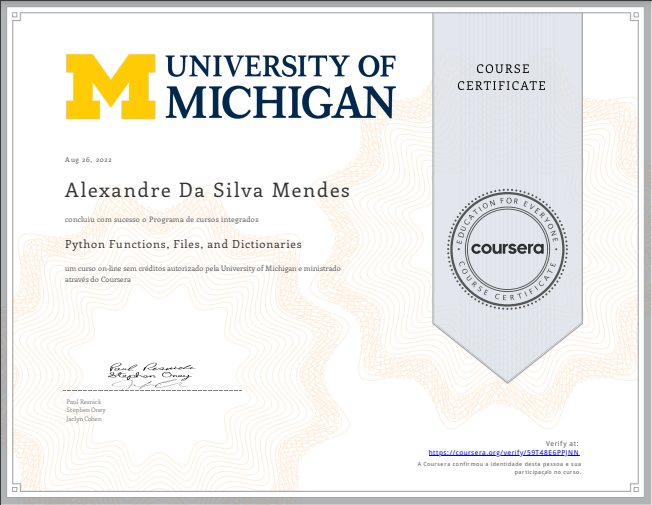 UNIVERSITY OF
MICHIGAN
COURSE
CERTIFICATE
Aug 26, 2022
Alexandre Da Silva Mendes
concluiu com sucesso o Programa de cursos integrados
Python Functions, Files, and Dictionaries
um curso on-line sem créditos autorizado pela University of Michigan e ministrado
através do Coursera
EDUCATION FOR EVERYONE
coursera
COURSE CERTIFICATE
Paul Resnick
Stephen Oney
Paul Resnick
Stephen Oney
Jaclyn Cohen
Verify at:
https://coursera.org/verify/59T48E6PPJNN
A Coursera confirmou a identidade desta pessoa e sua
participação no curso.